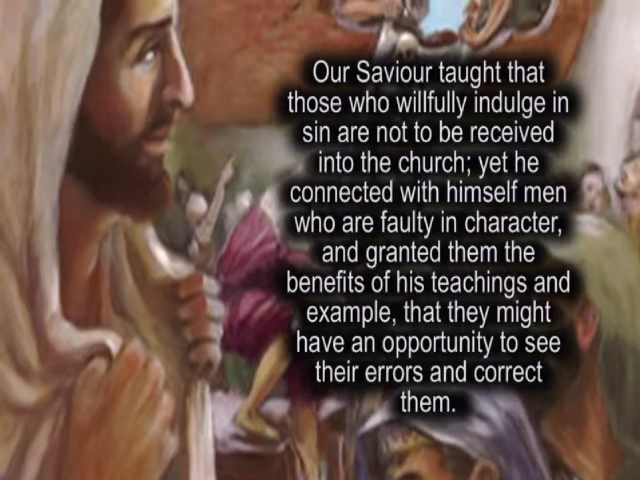 Our Saviour taught that
those who willfully indulge in
sin are not to be received
into the church; yet he
connected with himself men
who are faulty in character,
and granted them the
benefits of his teachings and
example, that they might
have an opportunity to see
their errors and correct
them.